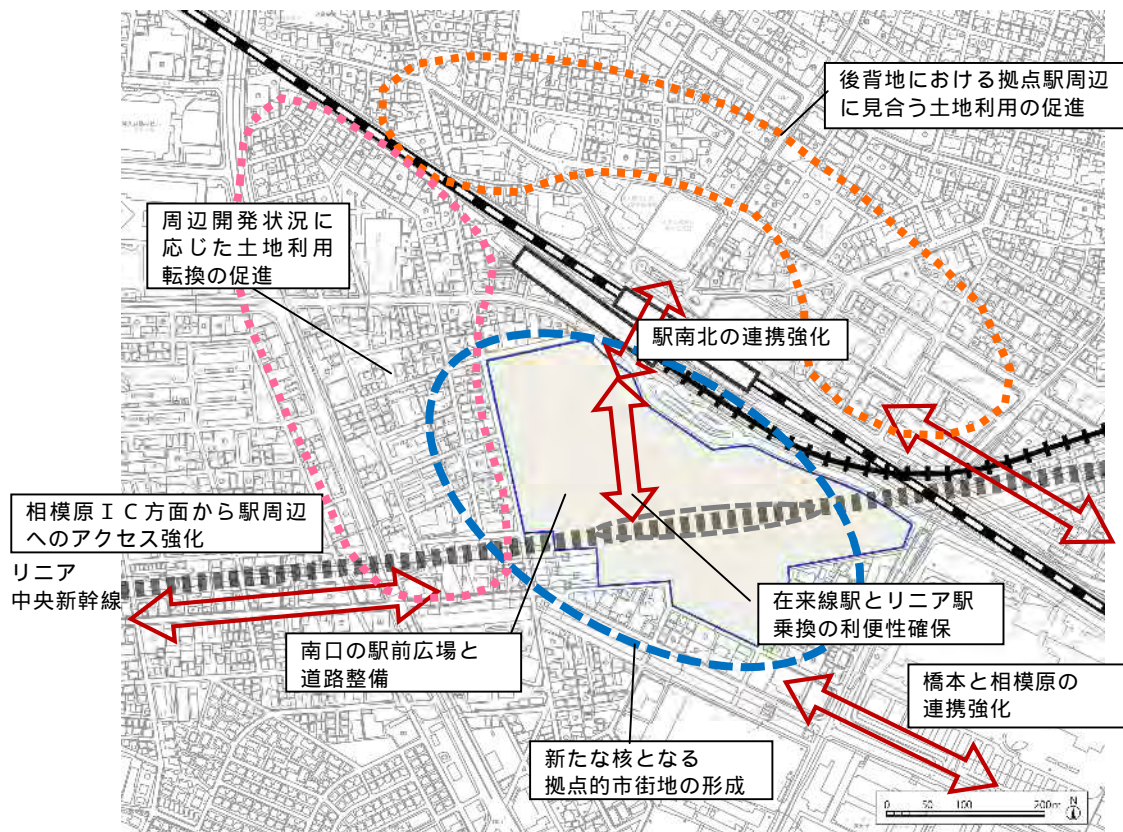 後背地における拠点駅周辺
に見合う土地利用の促進
周辺開発状況に
応じた土地利用
転換の促進
駅南北の連携強化
相模原ＩＣ方面から駅周辺
へのアクセス強化
リニア
中央新幹線
在来線駅とリニア駅
乗換の利便性確保
南口の駅前広場と
道路整備
橋本と相模原の
連携強化
新たな核となる
拠点的市街地の形成
0 50 100 200m
N